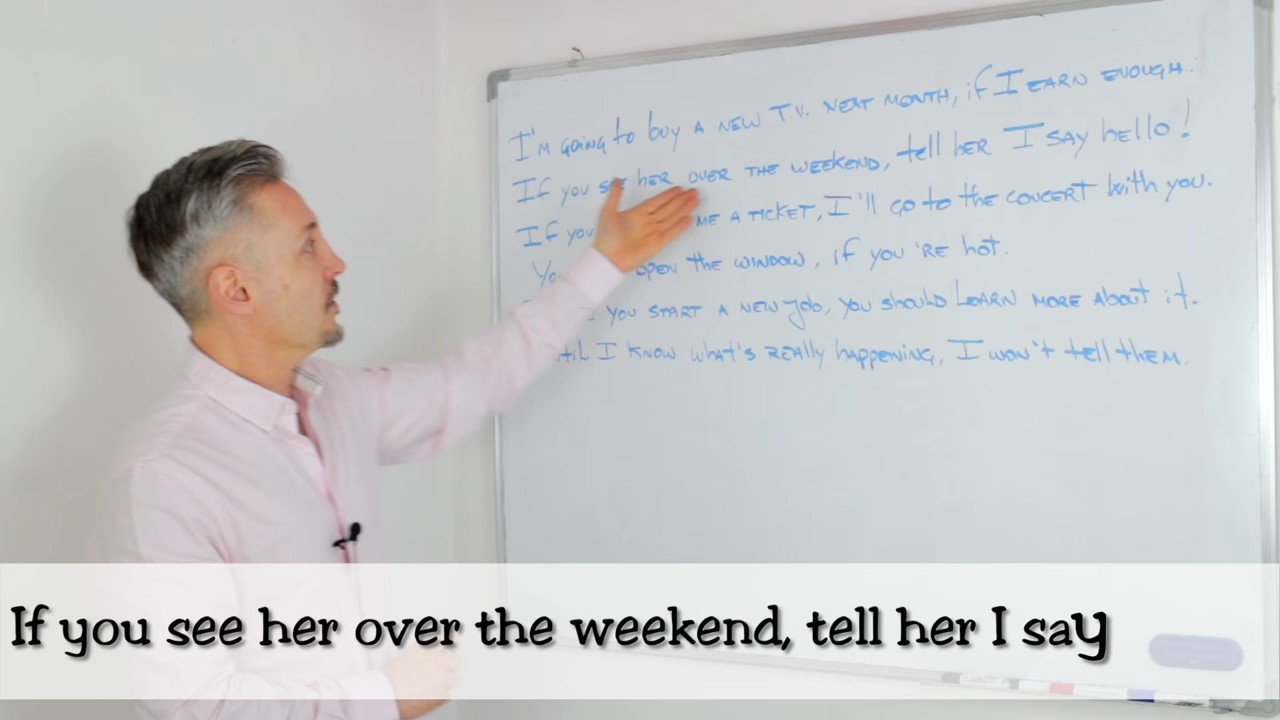 I'm going to buy A NEW T.V. NEXT MONTH, if I EARN ENOUGH.
If you see her OVER THE WEEKEND, tell HER I SAY hello!
If you ME A TICKET, I'll go to the CONCERT with you.
open the WINDOW, if you're hot.
you START A NEW job, you should LEARN MORE About it.
I KNOW what's REALLY happening, I won't tell them.
If you see her over the weekend, tell her I say